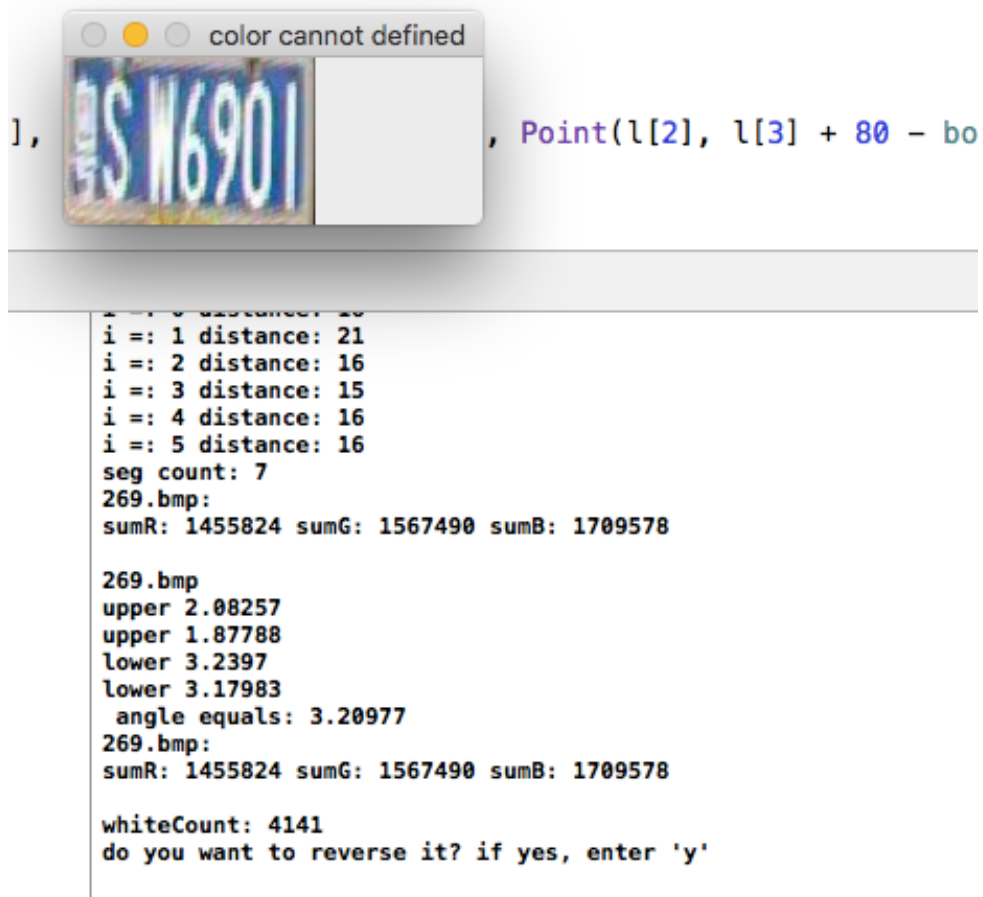 color cannot defined
S W6901
], , Point(l[2], l[3] + 80 - bo
i =: 1 distance: 21
i =: 2 distance: 16
i =: 3 distance: 15
i =: 4 distance: 16
i =: 5 distance: 16
seg count: 7
269.bmp:
sumR: 1455824 sumG: 1567490 sumB: 1709578
269.bmp
upper 2.08257
upper 1.87788
lower 3.2397
lower 3.17983
angle equals: 3.20977
269.bmp:
sumR: 1455824 sumG: 1567490 sumB: 1709578
whiteCount: 4141
do you want to reverse it? if yes, enter 'y'